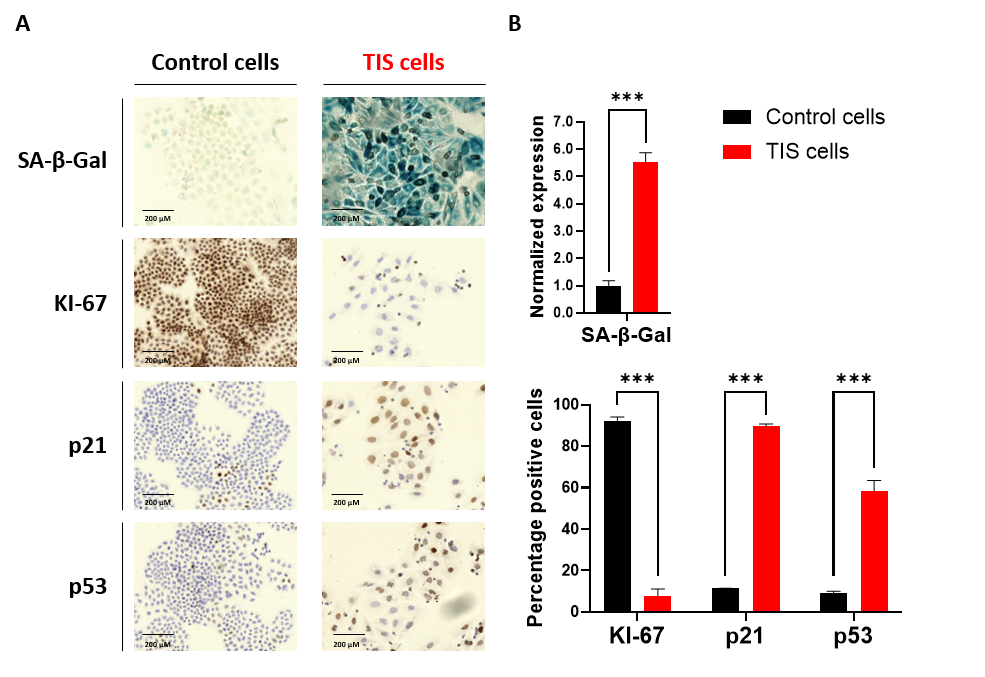 A
Control cells
TIS cells
SA-β-Gal
200 µM
200 µM
KI-67
200 µM
200 µM
p21
200 µM
200 µM
p53
200 µM
200 µM
B
***
Control cells
TIS cells
Normalized expression
7.0
6.0
5.0
4.0
3.0
2.0
1.0
0.0
SA-β-Gal
*** *** ***
Percentage positive cells
100
80
60
40
20
0
KI-67 p21 p53